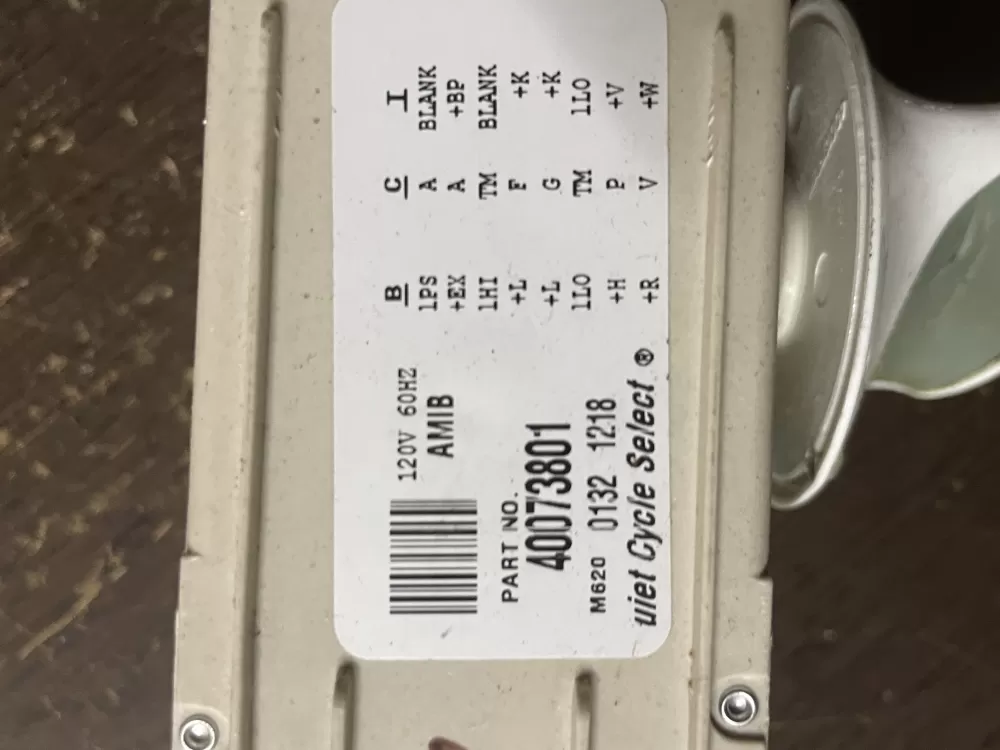 120V 60HZ
AMIB
PART NO.
40073801
M620 0132 1218
uiet Cycle Select ®
B C I
1PS A BLANK
+EX A +BP
1HI TM BLANK
+L F +K
+L G +K
1LO TM 1LO
+H P +V
+R V +W